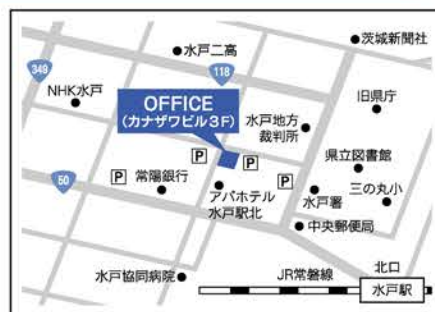 茨城新聞社
水戸二高
349
118
NHK水戸
旧県庁
OFFICE
(カナザワビル3F)
水戸地方
裁判所
県立図書館
P
P
P
P
50
常陽銀行
アパホテル
水戸駅北
水戸署
三の丸小
中央郵便局
水戸協同病院
JR常磐線
北口
水戸駅